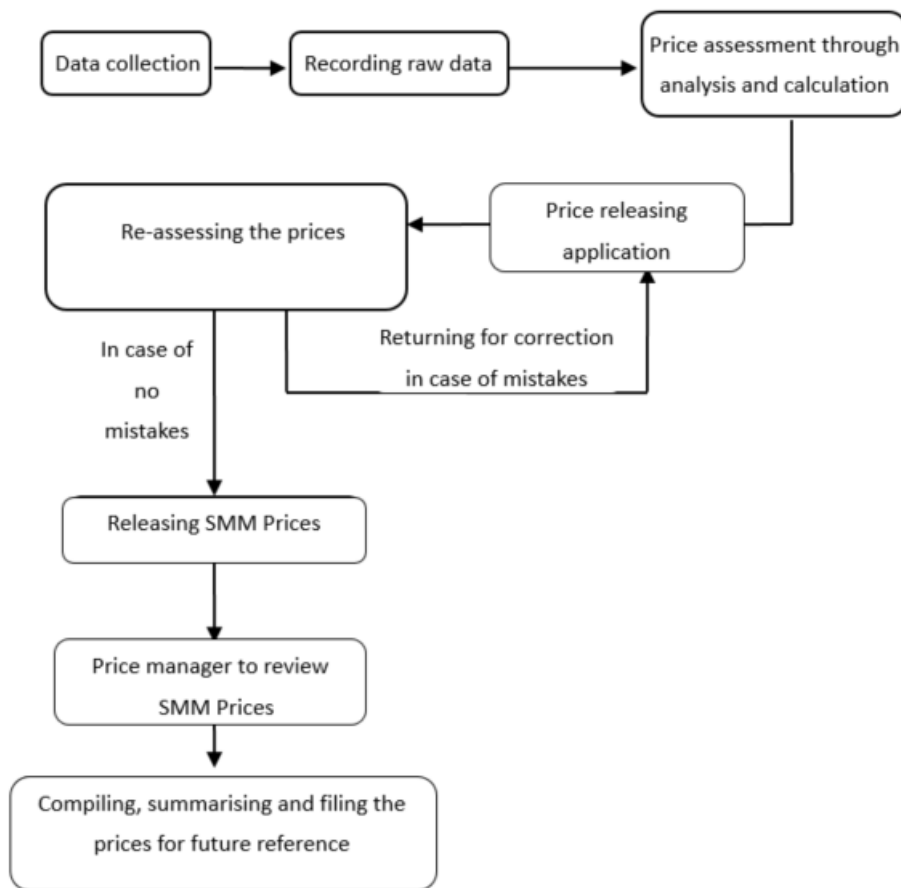 Data collection
Recording raw data
Price assessment through
analysis and calculation
Price releasing
application
Re-assessing the prices
In case of
no
mistakes
Returning for correction
in case of mistakes
Releasing SMM Prices
Price manager to review
SMM Prices
Compiling, summarising and filing the
prices for future reference